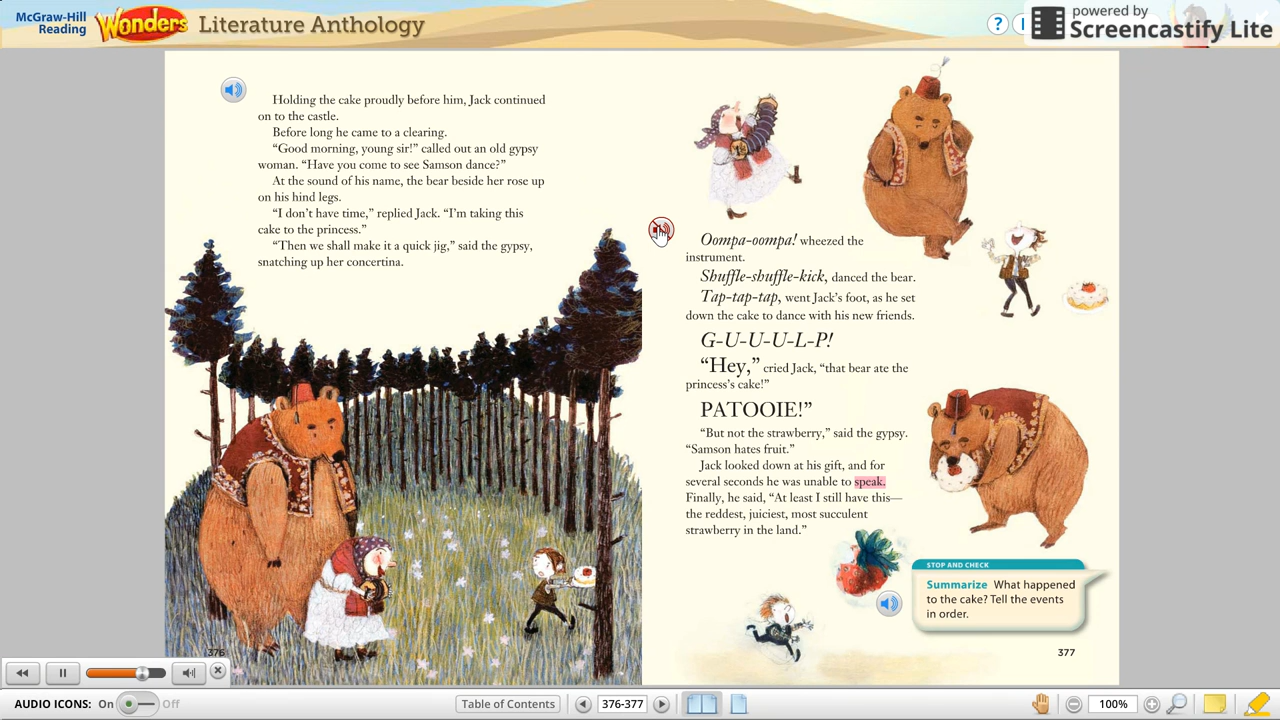 McGraw-Hill
Reading
Wonders
Literature Anthology
?
powered by
Screencastify Lite
Holding the cake proudly before him, Jack continued
on to the castle.
Before long he came to a clearing.
“Good morning, young sir!” called out an old gypsy
woman. “Have you come to see Samson dance?”
At the sound of his name, the bear beside her rose up
on his hind legs.
“I don’t have time,” replied Jack. “I’m taking this
cake to the princess.”
“Then we shall make it a quick jig,” said the gypsy,
snatching up her concertina.
376
Oompa-oompa! wheezed the
instrument.
Shuffle-shuffle-kick, danced the bear.
Tap-tap-tap, went Jack’s foot, as he set
down the cake to dance with his new friends.
G-U-U-U-L-P!
“Hey,” cried Jack, “that bear ate the
princess’s cake!”
PATOOIE!”
“But not the strawberry,” said the gypsy.
“Samson hates fruit.”
Jack looked down at his gift, and for
several seconds he was unable to speak.
Finally, he said, “At least I still have this—
the reddest, juiciest, most succulent
strawberry in the land.”
STOP AND CHECK
Summarize What happened
to the cake? Tell the events
in order.
377
AUDIO ICONS: On Off
Table of Contents
376-377
100%